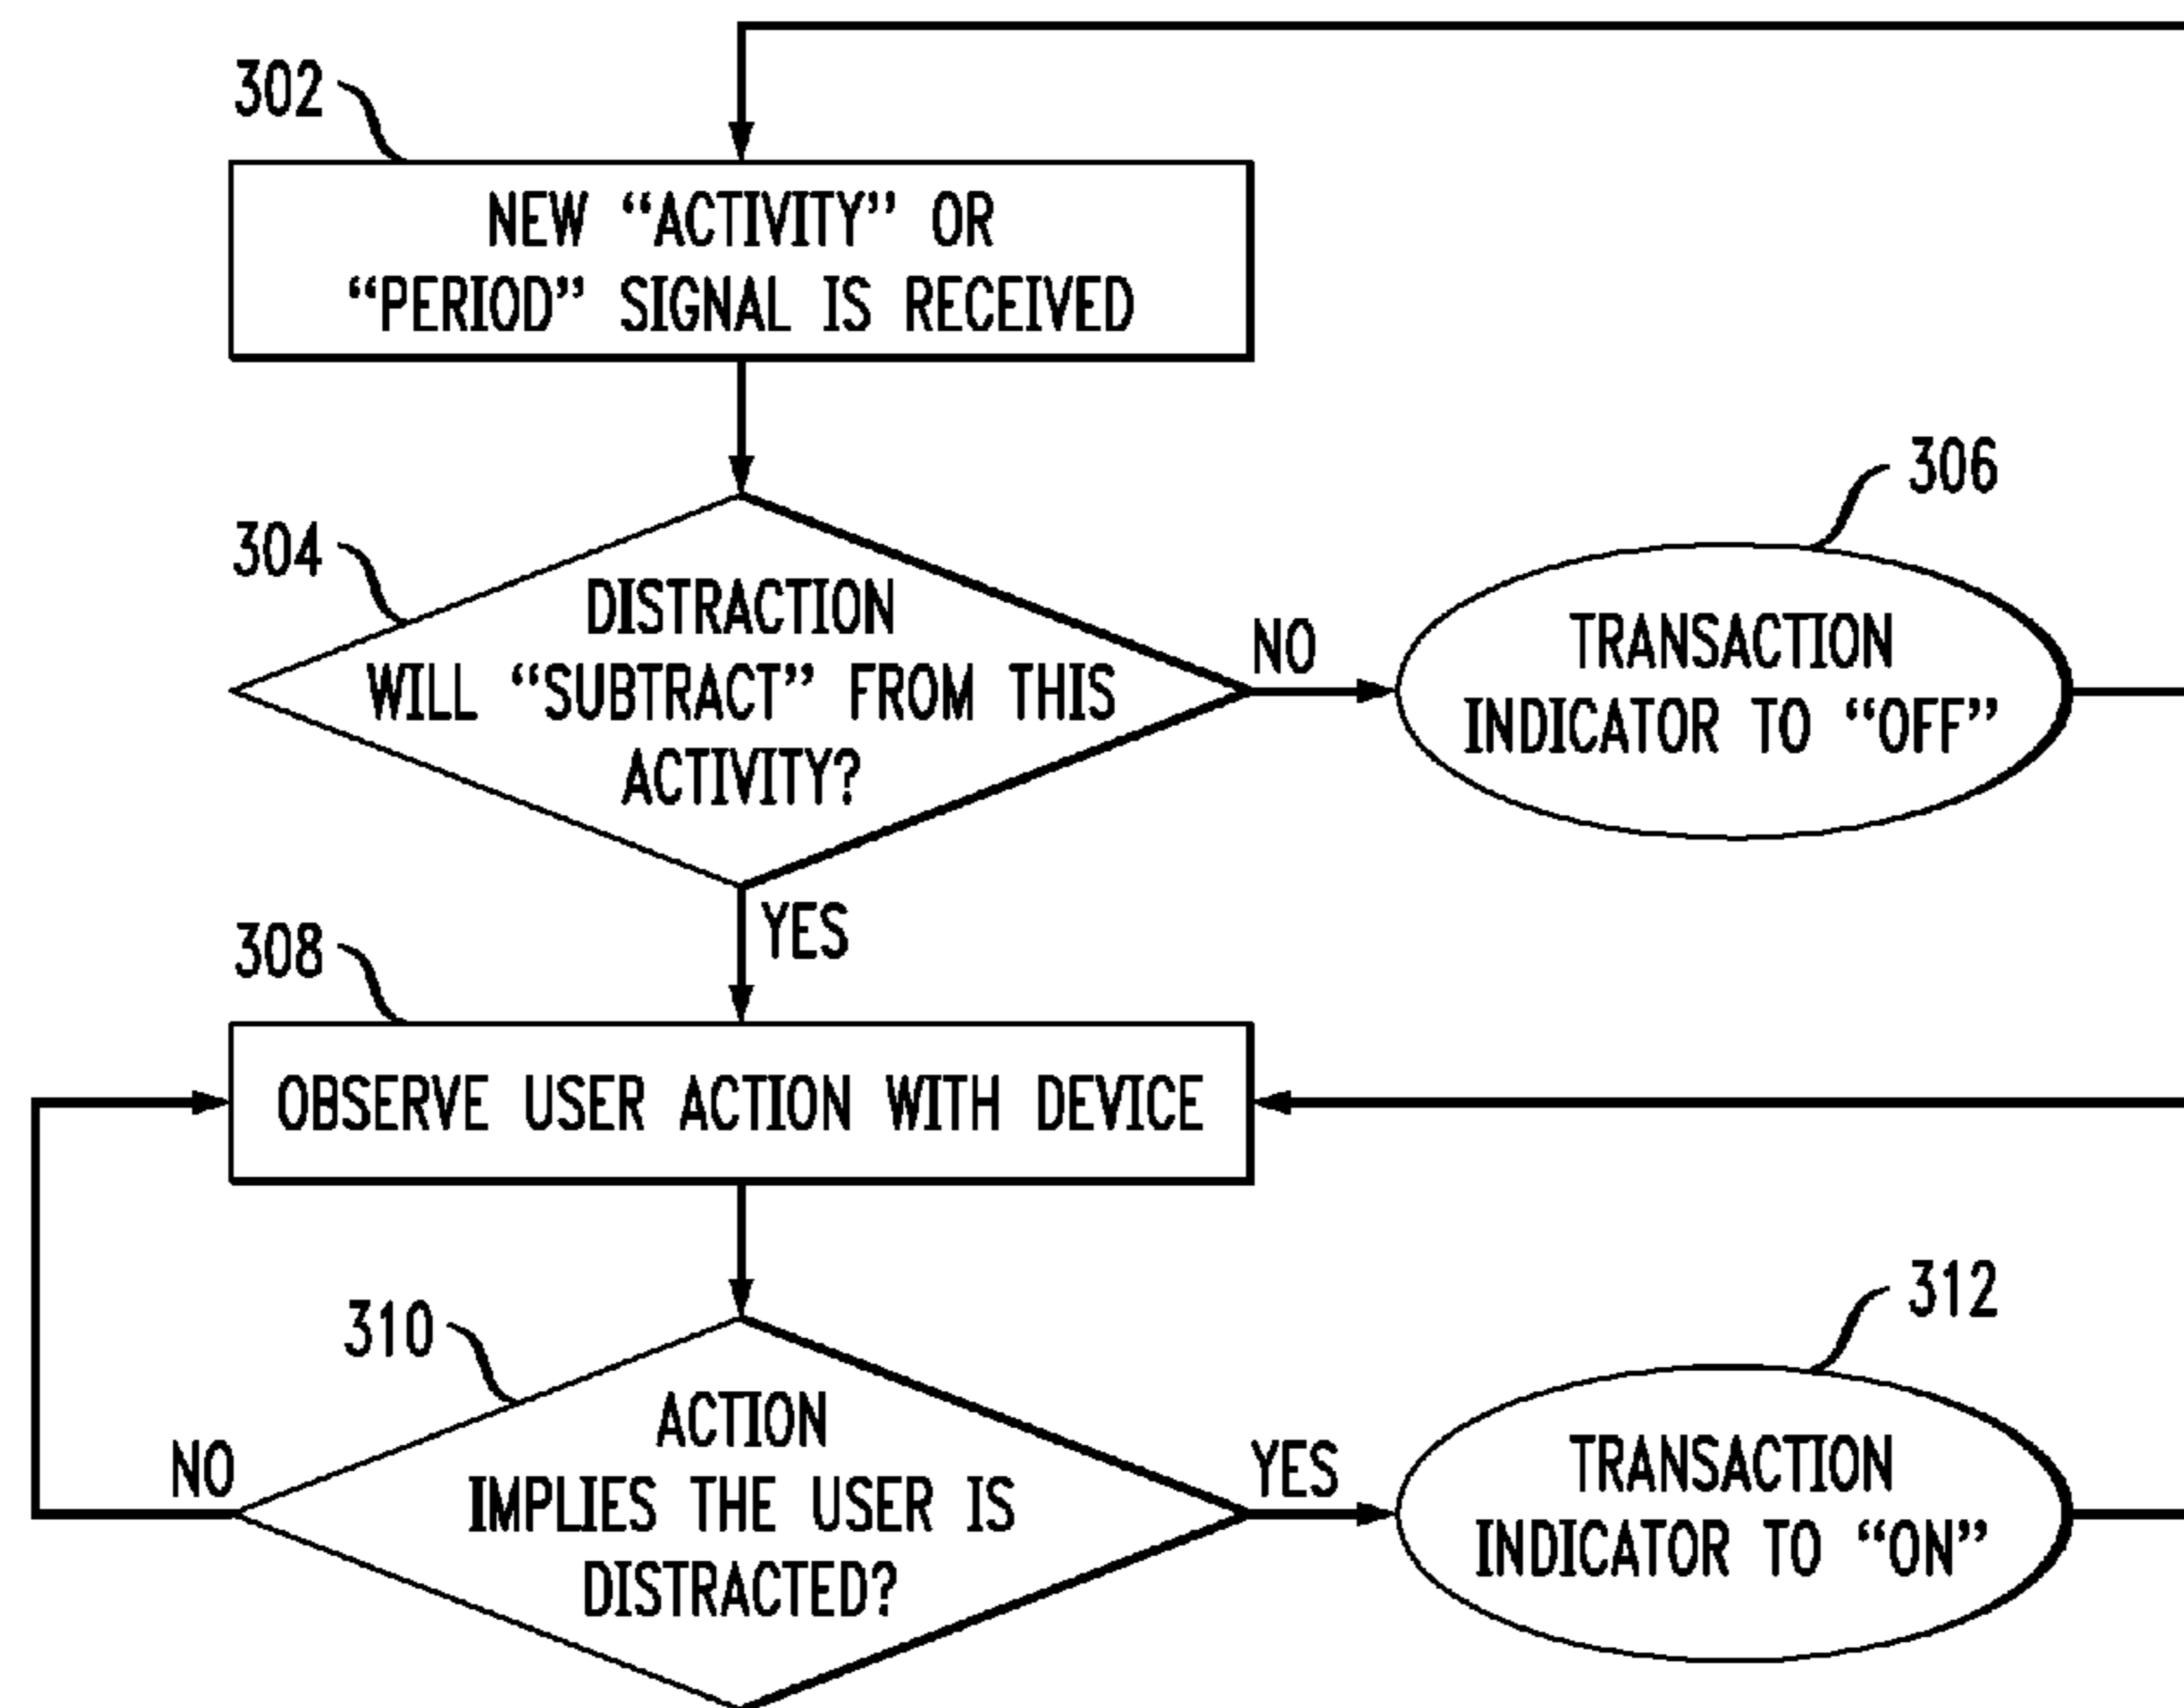 302
NEW “ACTIVITY” OR
“PERIOD” SIGNAL IS RECEIVED
304
DISTRACTION
WILL “SUBTRACT” FROM THIS
ACTIVITY?
NO
306
TRANSACTION
INDICATOR TO “OFF”
YES
308
OBSERVE USER ACTION WITH DEVICE
310
ACTION
IMPLIES THE USER IS
DISTRACTED?
NO
YES
312
TRANSACTION
INDICATOR TO “ON”